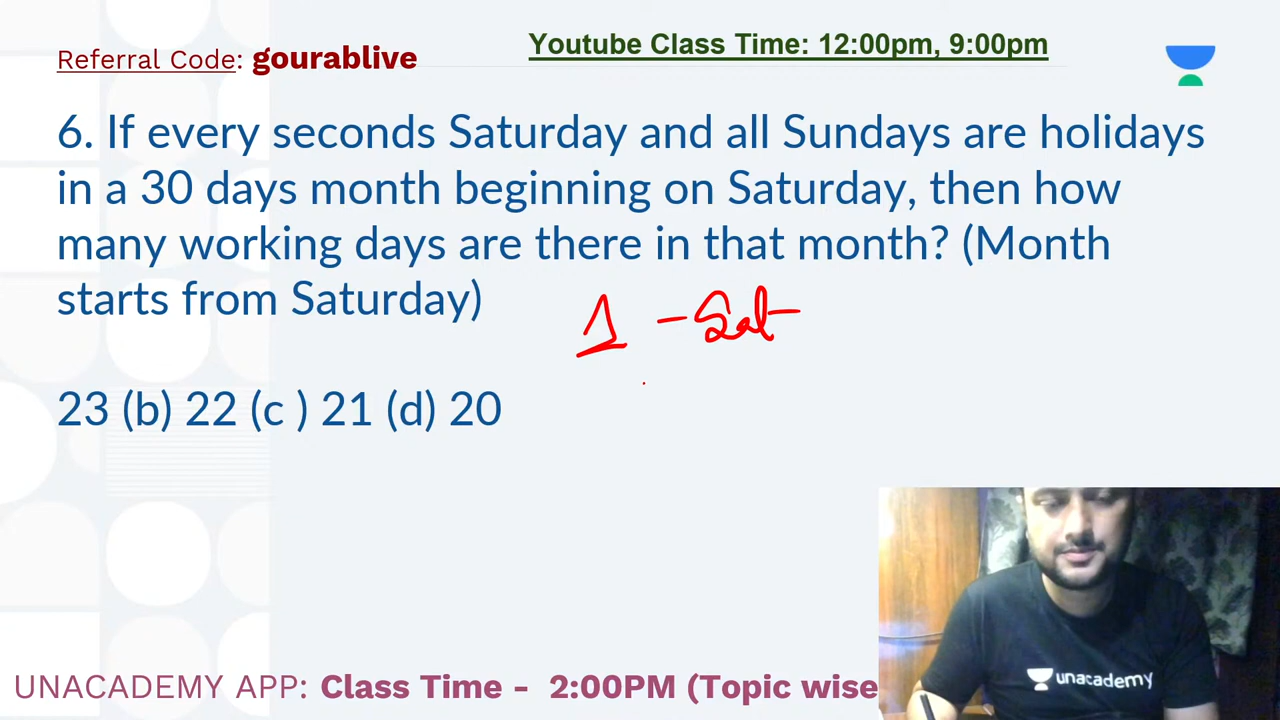 Referral Code: gourablive
Youtube Class Time: 12:00pm, 9:00pm
6. If every seconds Saturday and all Sundays are holidays
in a 30 days month beginning on Saturday, then how
many working days are there in that month? (Month
starts from Saturday)
1 - Sat
23 (b) 22 (c ) 21 (d) 20
unacademy
UNACADEMY APP: Class Time - 2:00PM (Topic wise